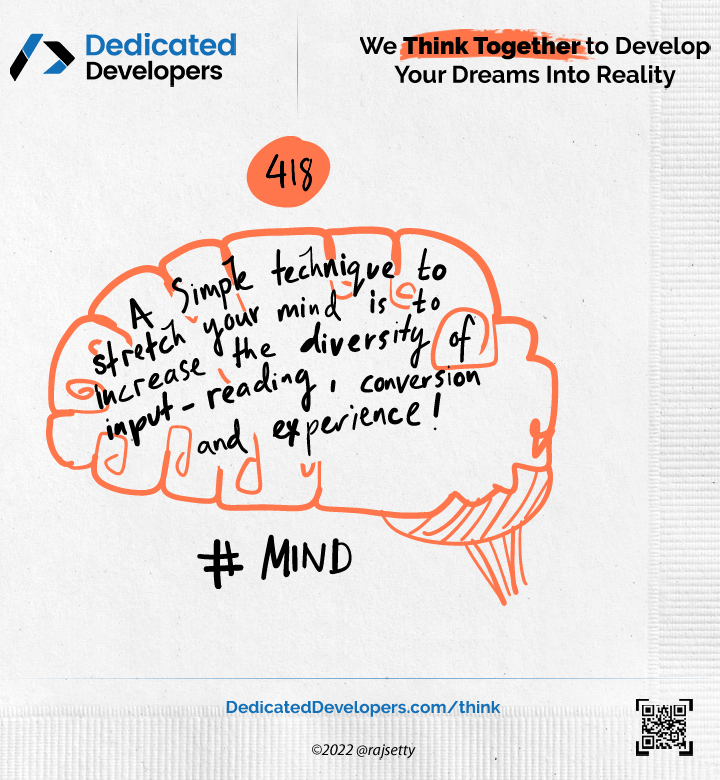 Dedicated
Developers
We Think Together to Develop
Your Dreams Into Reality
418
A Simple technique to
stretch your mind is to
increase the diversity of
input - reading, conversion
and experience!
# MIND
DedicatedDevelopers.com/think
©2022 @rajsetty